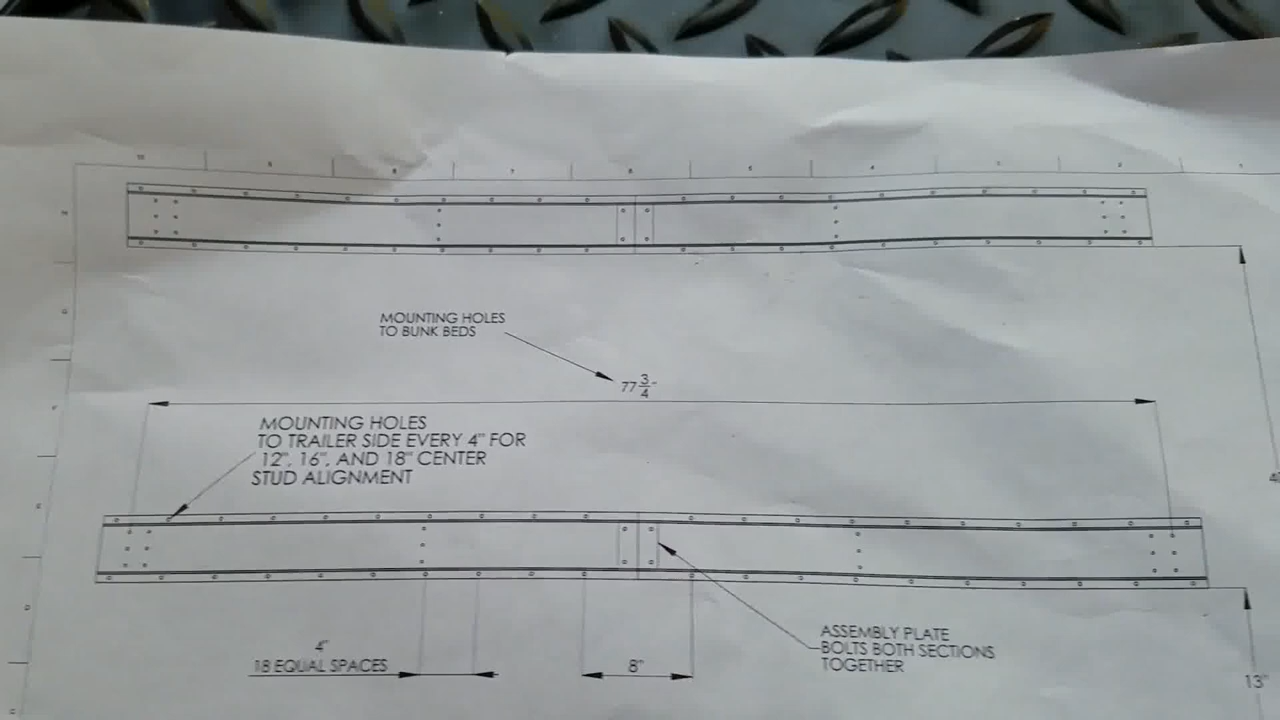 MOUNTING HOLES
TO BUNK BEDS
77 3/4"
MOUNTING HOLES
TO TRAILER SIDE EVERY 4" FOR
12", 16", AND 18" CENTER
STUD ALIGNMENT
ASSEMBLY PLATE
BOLTS BOTH SECTIONS
TOGETHER
4"
18 EQUAL SPACES
8"
13"